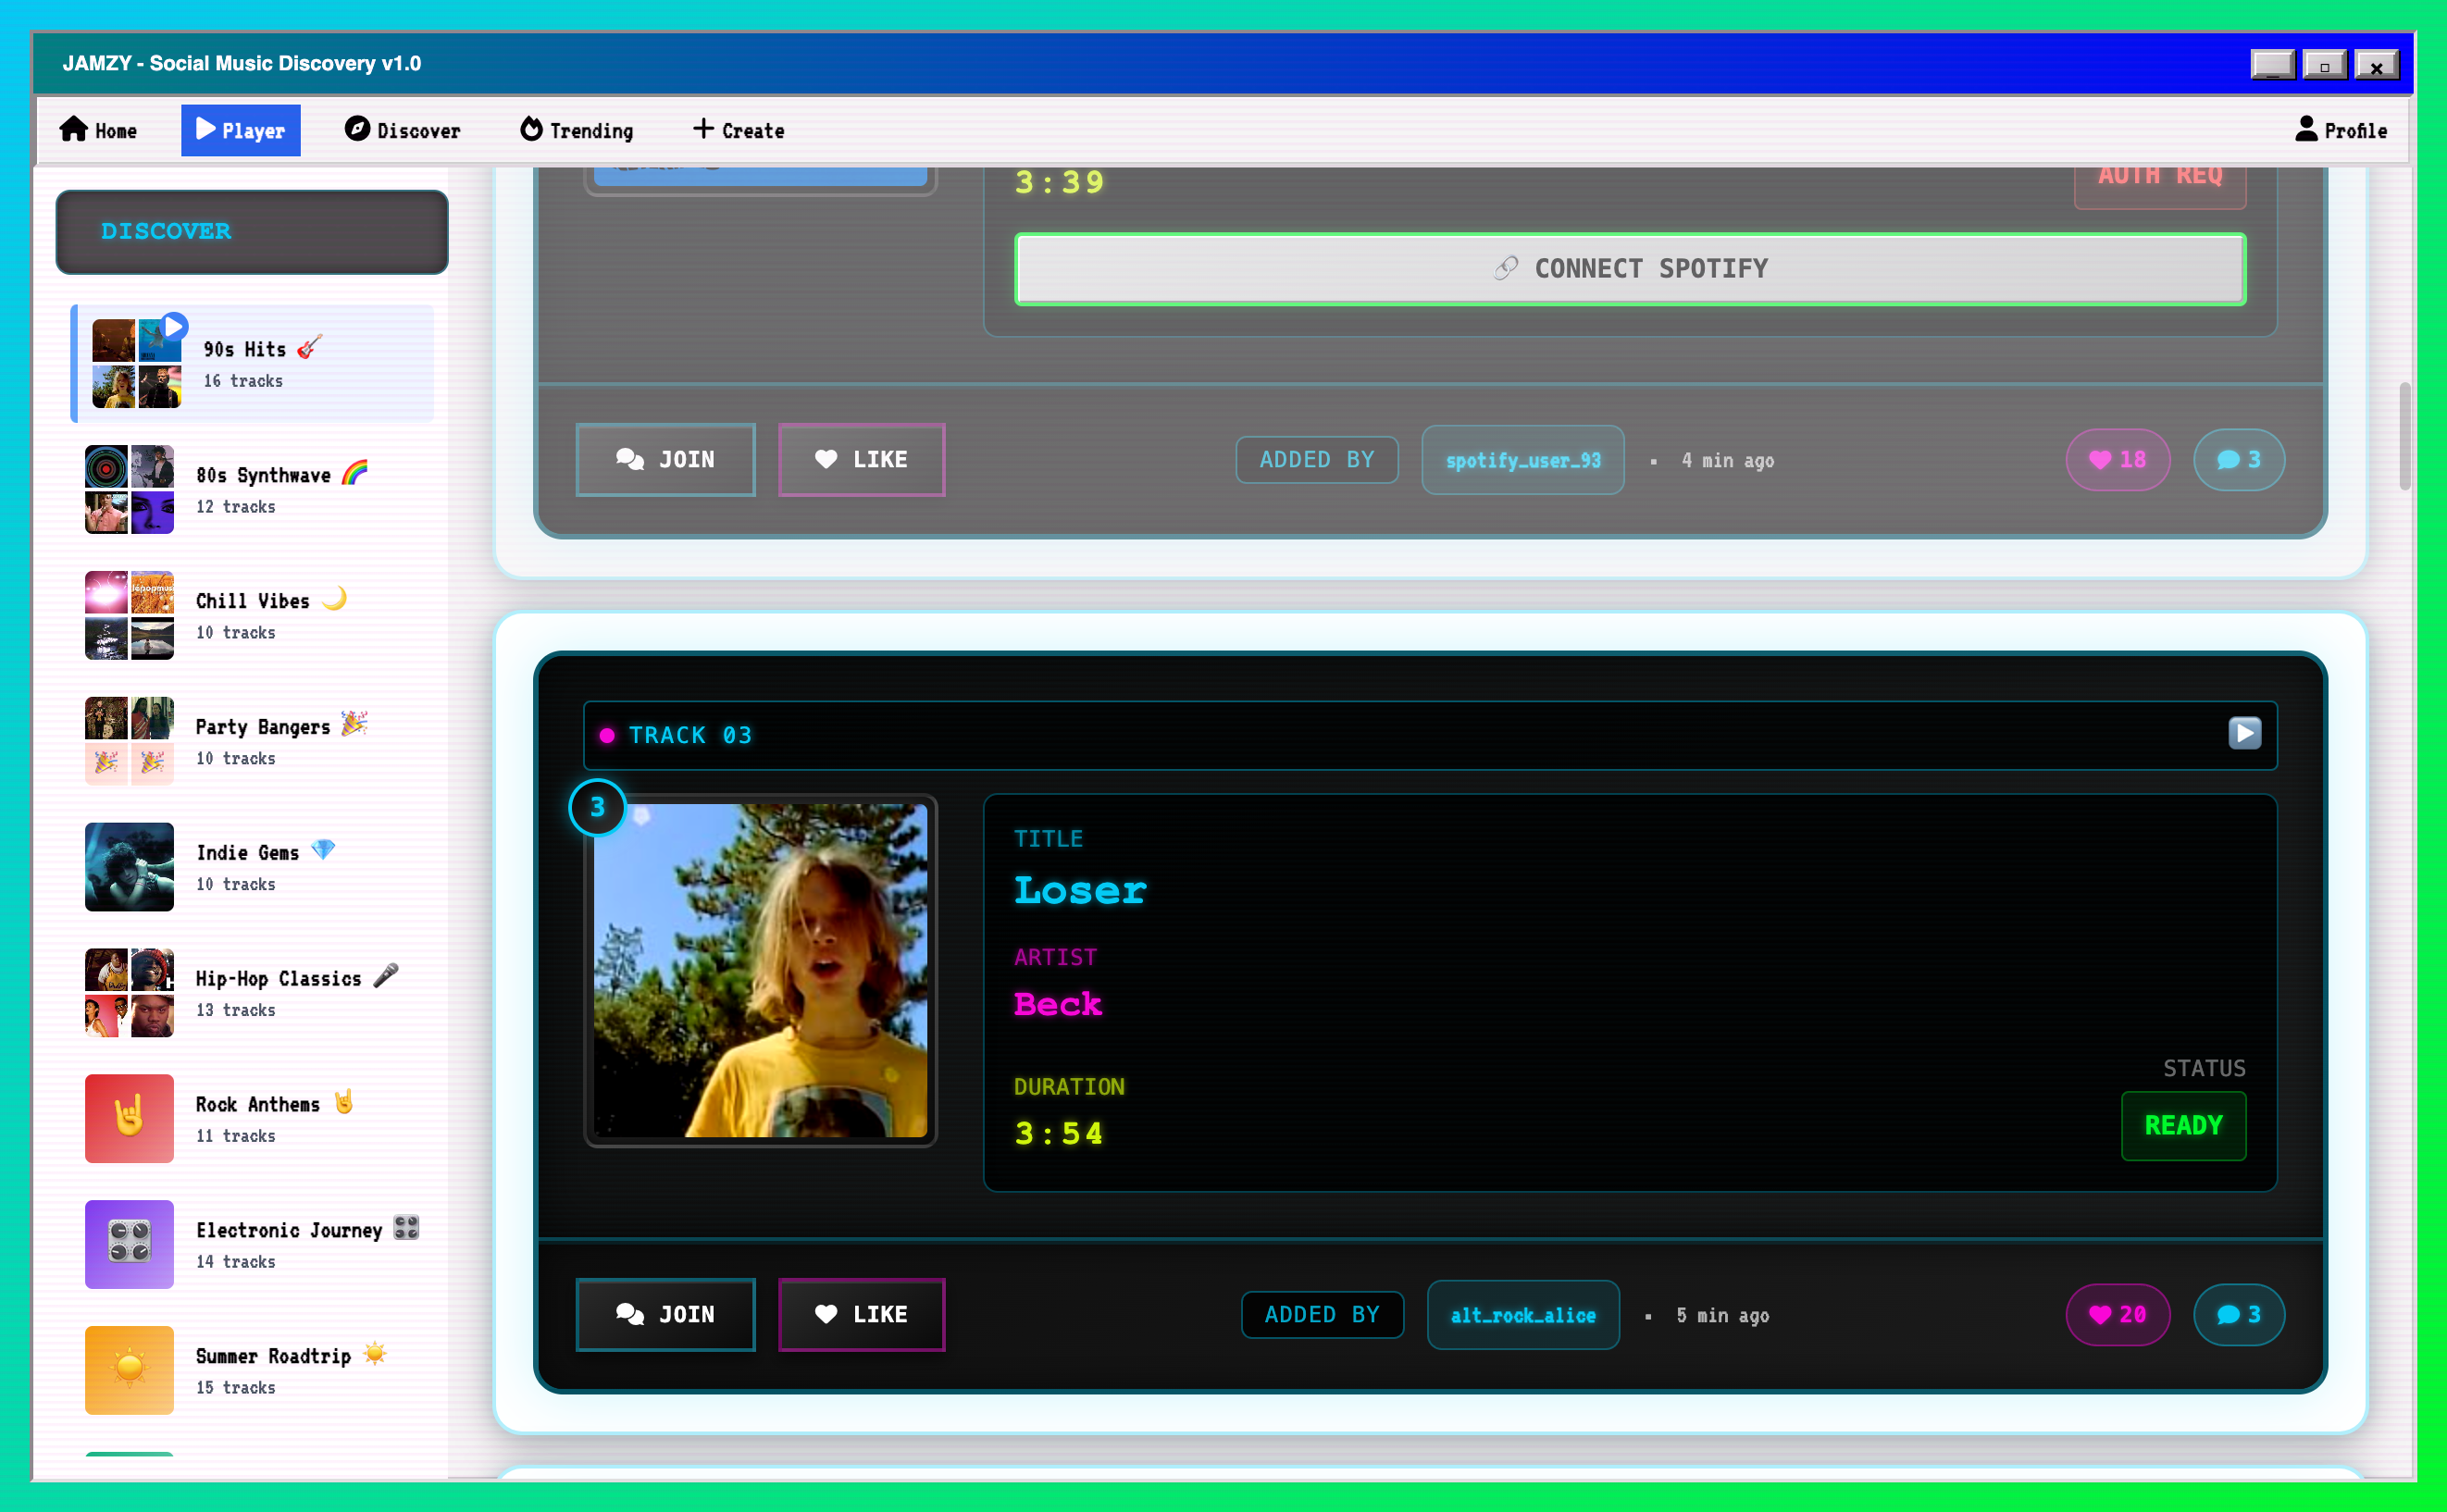 JAMZY - Social Music Discovery v1.0
Home
Player
Discover
Trending
Create
Profile
DISCOVER
90s Hits 🎸
16 tracks
80s Synthwave 🌈
12 tracks
Chill Vibes 🌙
10 tracks
Party Bangers 🎉
10 tracks
Indie Gems 💎
10 tracks
Hip-Hop Classics 🎤
13 tracks
Rock Anthems 🤘
11 tracks
Electronic Journey 🎛️
14 tracks
Summer Roadtrip ☀️
15 tracks
3:39
AUTH REQ
🔗 CONNECT SPOTIFY
JOIN
LIKE
ADDED BY
spotify_user_93
• 4 min ago
18
3
TRACK 03
3
TITLE
Loser
ARTIST
Beck
DURATION
3:54
STATUS
READY
JOIN
LIKE
ADDED BY
alt_rock_alice
• 5 min ago
20
3